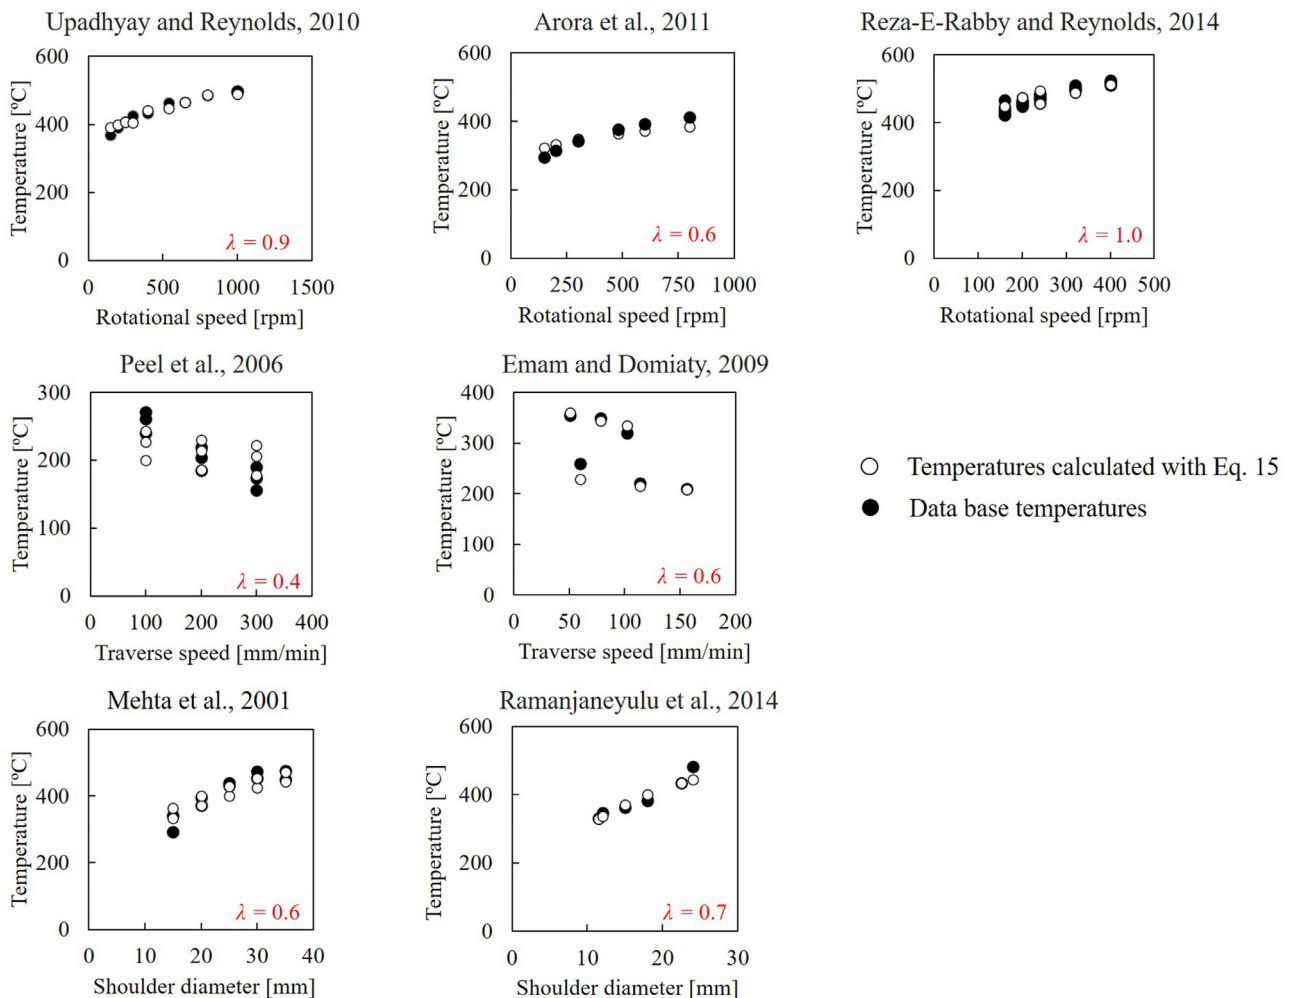 Upadhyay and Reynolds, 2010
Temperature [ºC]
600
400
200
0
λ = 0.9
0 500 1000 1500
Rotational speed [rpm]
Arora et al., 2011
Temperature [ºC]
600
400
200
0
λ = 0.6
0 250 500 750 1000
Rotational speed [rpm]
Reza-E-Rabby and Reynolds, 2014
Temperature [ºC]
600
400
200
0
λ = 1.0
0 100 200 300 400 500
Rotational speed [rpm]
Peel et al., 2006
Temperature [ºC]
300
200
100
0
λ = 0.4
0 100 200 300 400
Traverse speed [mm/min]
Emam and Domiaty, 2009
Temperature [ºC]
400
300
200
100
0
λ = 0.6
0 50 100 150 200
Traverse speed [mm/min]
Temperatures calculated with Eq. 15
Data base temperatures
Mehta et al., 2001
Temperature [ºC]
600
400
200
0
λ = 0.6
0 10 20 30 40
Shoulder diameter [mm]
Ramanjaneyulu et al., 2014
Temperature [ºC]
600
400
200
0
λ = 0.7
0 10 20 30
Shoulder diameter [mm]